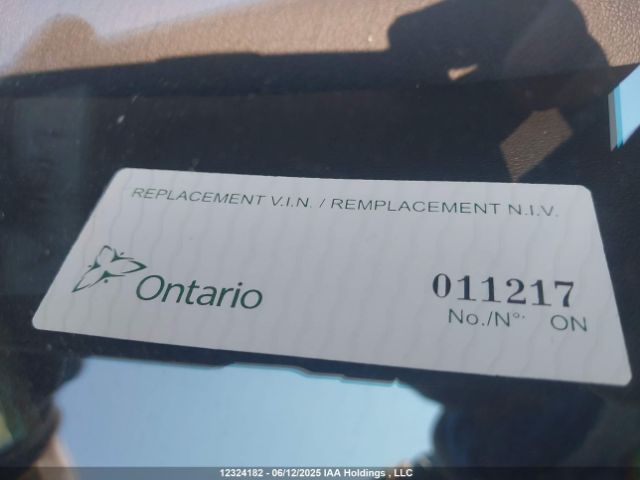 REPLACEMENT V.I.N. / REMPLACEMENT N.I.V.
Ontario
011217
No./N°. ON
12324182 - 06/12/2025 IAA Holdings , LLC